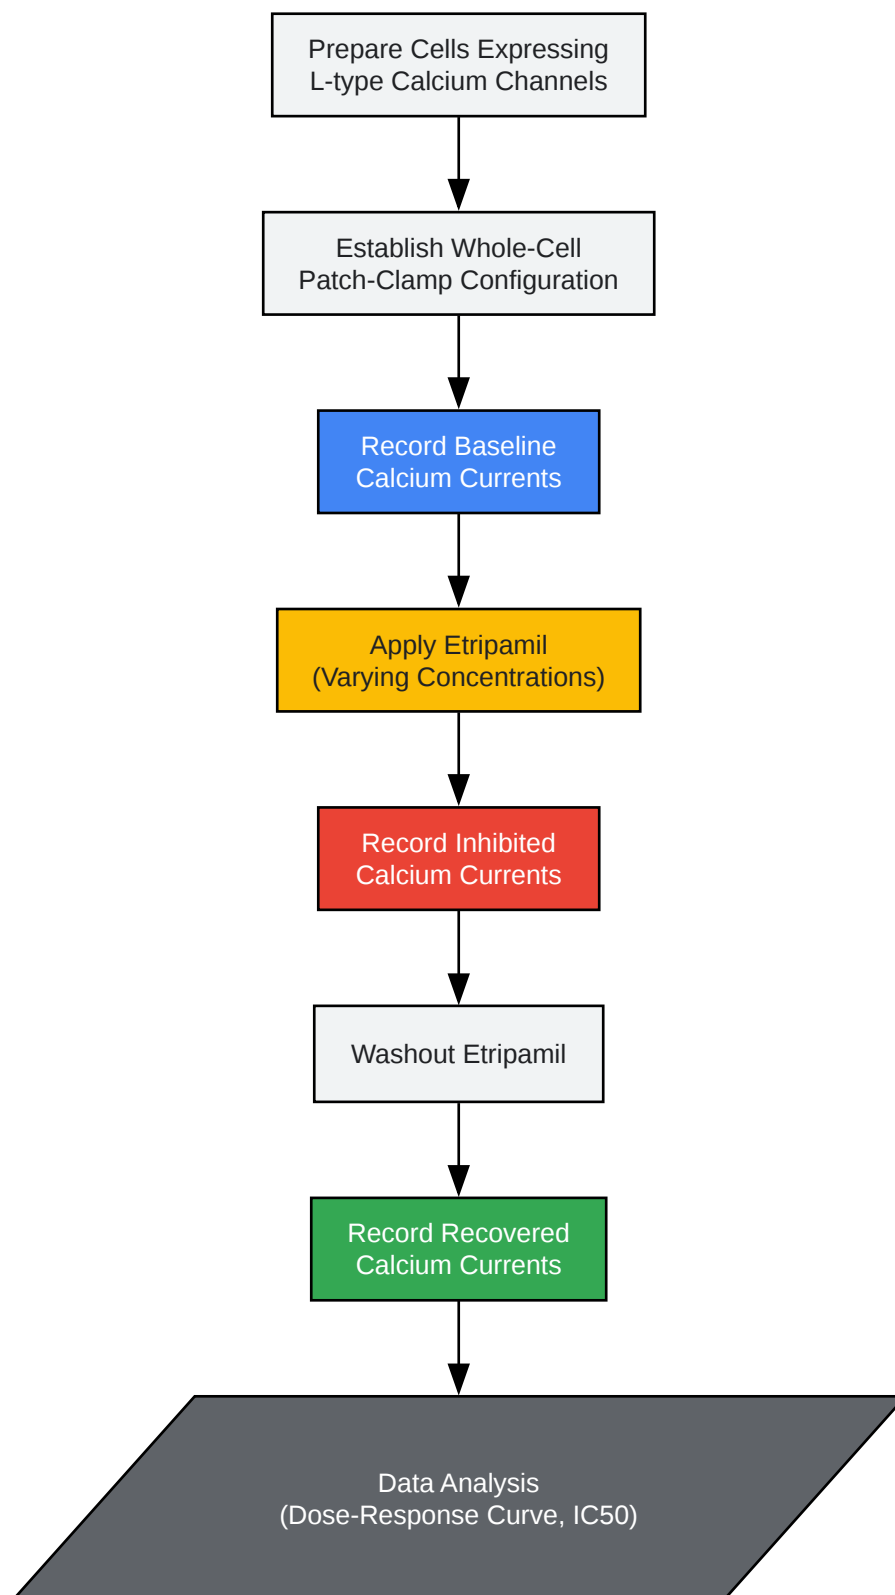 Prepare Cells Expressing
L-type Calcium Channels
Establish Whole-Cell
Patch-Clamp Configuration
Record Baseline
Calcium Currents
Apply Etripamil
(Varying Concentrations)
Record Inhibited
Calcium Currents
Washout Etripamil
Record Recovered
Calcium Currents
Data Analysis
(Dose-Response Curve, IC50)